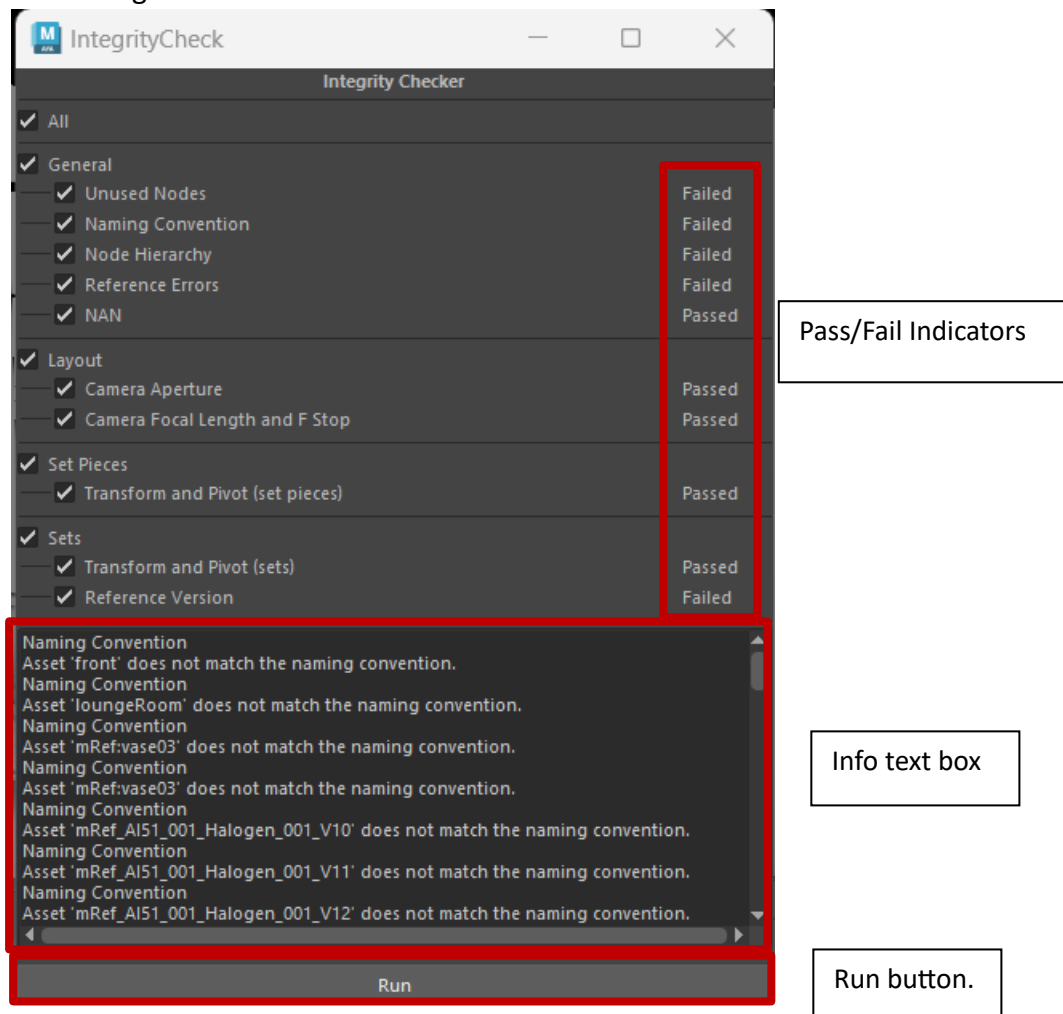 IntegrityCheck
Integrity Checker
All
General
Unused Nodes Failed
Naming Convention Failed
Node Hierarchy Failed
Reference Errors Failed
NAN Passed
Pass/Fail Indicators
Layout
Camera Aperture Passed
Camera Focal Length and F Stop Passed
Set Pieces
Transform and Pivot (set pieces) Passed
Sets
Transform and Pivot (sets) Passed
Reference Version Failed
Naming Convention
Asset 'front' does not match the naming convention.
Naming Convention
Asset 'loungeRoom' does not match the naming convention.
Naming Convention
Asset 'mRef:vase03' does not match the naming convention.
Naming Convention
Asset 'mRef:vase03' does not match the naming convention.
Naming Convention
Asset 'mRef_AI51_001_Halogen_001_V10' does not match the naming convention.
Naming Convention
Asset 'mRef_AI51_001_Halogen_001_V11' does not match the naming convention.
Naming Convention
Asset 'mRef_AI51_001_Halogen_001_V12' does not match the naming convention.
Info text box
Run
Run button.